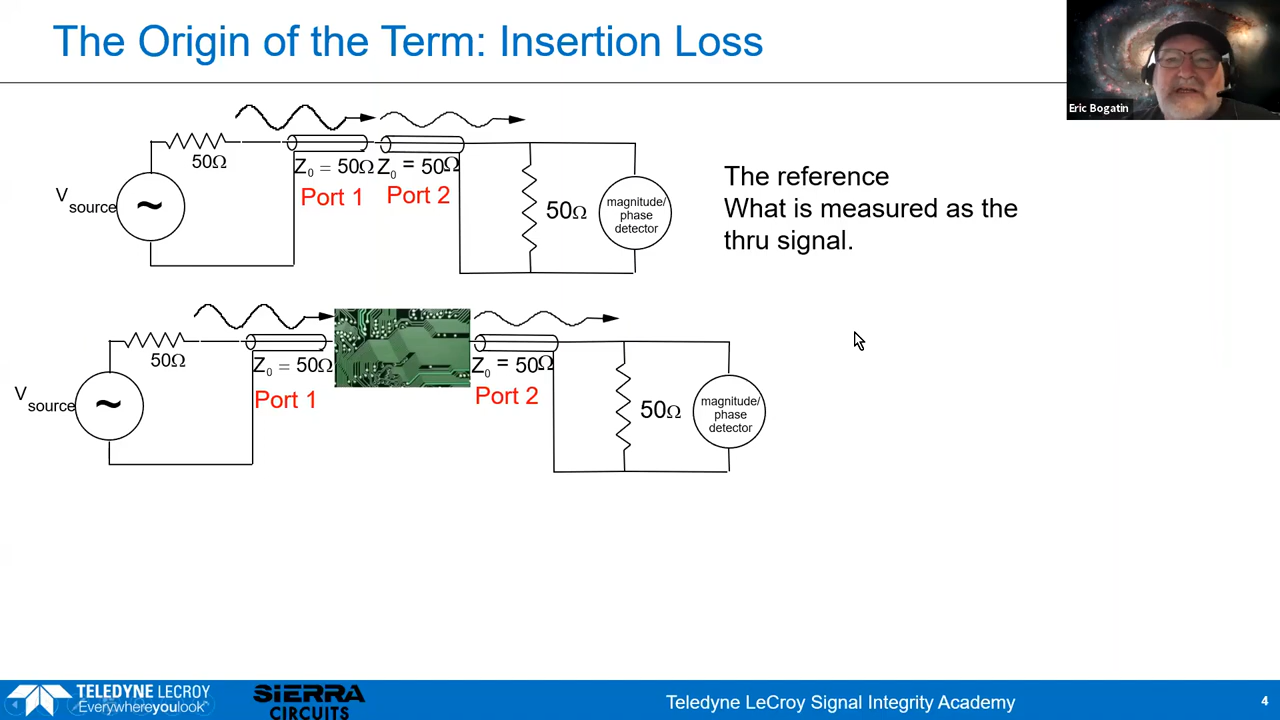 The Origin of the Term: Insertion Loss
Eric Bogatin
50Ω
Z₀ = 50Ω Z₀ = 50Ω
Port 1 Port 2
V source
~
50Ω
magnitude/
phase
detector
The reference
What is measured as the
thru signal.
50Ω
Z₀ = 50Ω
Port 1
Z₀ = 50Ω
Port 2
V source
~
50Ω
magnitude/
phase
detector
TELEDYNE LECROY
Everywhereyoulook
SIERRA
CIRCUITS
Teledyne LeCroy Signal Integrity Academy
4